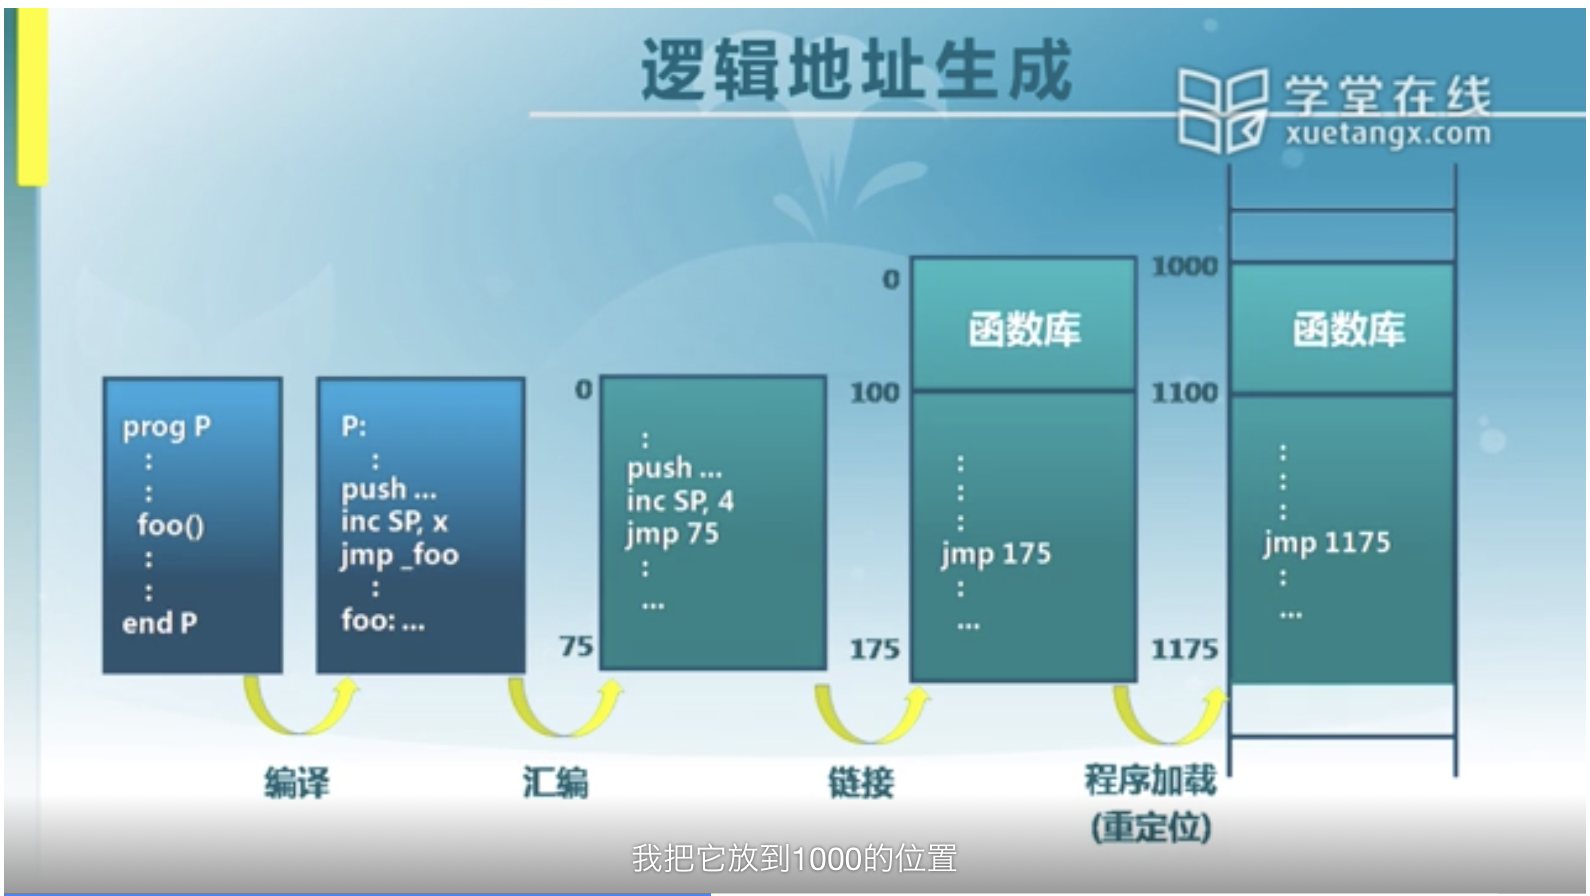 逻辑地址生成
学堂在线
xuetangx.com
prog P
:
:
foo()
:
:
end P
P:
:
push ...
inc SP, x
jmp _foo
:
foo: ...
0
75
:
push ...
inc SP, 4
jmp 75
:
...
0
100
175
函数库
:
:
:
jmp 175
:
...
1000
1100
1175
函数库
:
:
:
jmp 1175
:
...
编译
汇编
链接
程序加载
(重定位)
我把它放到1000的位置